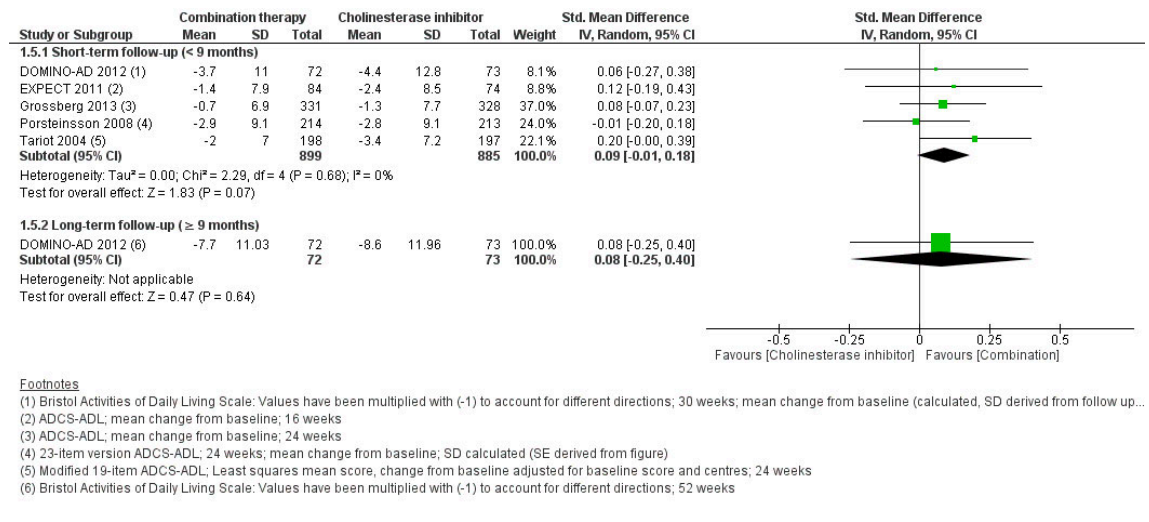 Combination therapy Cholinesterase inhibitor Std. Mean Difference Std. Mean Difference
Study or Subgroup Mean SD Total Mean SD Total Weight IV, Random, 95% CI IV, Random, 95% CI
1.5.1 Short-term follow-up (< 9 months)
DOMINO-AD 2012 (1) -3.7 11 72 -4.4 12.8 73 8.1% 0.06 [-0.27, 0.38]
EXPECT 2011 (2) -1.4 7.9 84 -2.4 8.5 74 8.8% 0.12 [-0.19, 0.43]
Grossberg 2013 (3) -0.7 6.9 331 -1.3 7.7 328 37.0% 0.08 [-0.07, 0.23]
Porsteinsson 2008 (4) -2.9 9.1 214 -2.8 9.1 213 24.0% -0.01 [-0.20, 0.18]
Tariot 2004 (5) -2 7 198 -3.4 7.2 197 22.1% 0.20 [-0.00, 0.39]
Subtotal (95% CI) 899 885 100.0% 0.09 [-0.01, 0.18]
Heterogeneity: Tau² = 0.00; Chi² = 2.29, df = 4 (P = 0.68); I² = 0%
Test for overall effect: Z = 1.83 (P = 0.07)
1.5.2 Long-term follow-up (≥ 9 months)
DOMINO-AD 2012 (6) -7.7 11.03 72 -8.6 11.96 73 100.0% 0.08 [-0.25, 0.40]
Subtotal (95% CI) 72 73 100.0% 0.08 [-0.25, 0.40]
Heterogeneity: Not applicable
Test for overall effect: Z = 0.47 (P = 0.64)
-0.5 -0.25 0 0.25 0.5
Favours [Cholinesterase inhibitor] Favours [Combination]
Footnotes
(1) Bristol Activities of Daily Living Scale: Values have been multiplied with (-1) to account for different directions; 30 weeks; mean change from baseline (calculated, SD derived from follow up...
(2) ADCS-ADL; mean change from baseline; 16 weeks
(3) ADCS-ADL; mean change from baseline; 24 weeks
(4) 23-item version ADCS-ADL; 24 weeks; mean change from baseline; SD calculated (SE derived from figure)
(5) Modified 19-item ADCS-ADL; Least squares mean score, change from baseline adjusted for baseline score and centres; 24 weeks
(6) Bristol Activities of Daily Living Scale: Values have been multiplied with (-1) to account for different directions; 52 weeks